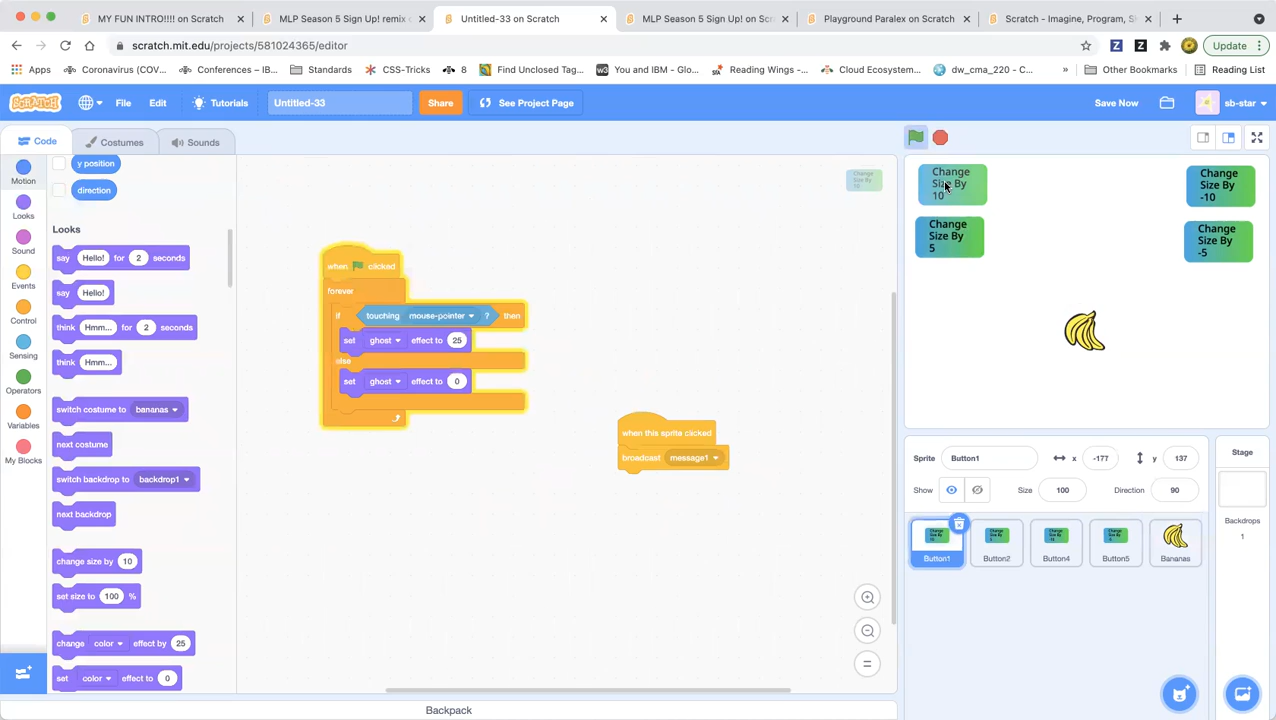 MY FUN INTRO!!!! on Scratch
MLP Season 5 Sign Up! remix o
Untitled-33 on Scratch
MLP Season 5 Sign Up! on Scra
Playground Paralex on Scratch
Scratch - Imagine, Program, Sh
scratch.mit.edu/projects/581024365/editor
Update
Apps
Coronavirus (COV...
Conferences – IB...
Standards
CSS-Tricks
8
Find Unclosed Tag...
You and IBM - Glo...
Reading Wings -...
Cloud Ecosystem...
dw_cma_220 - C...
Other Bookmarks
Reading List
SCRATCH
File
Edit
Tutorials
Untitled-33
Share
See Project Page
Save Now
sb-star
Code
Costumes
Sounds
Motion
Looks
Sound
Events
Control
Sensing
Operators
Variables
My Blocks
y position
direction
Looks
say Hello! for 2 seconds
say Hello!
think Hmm... for 2 seconds
think Hmm...
switch costume to bananas
next costume
switch backdrop to backdrop1
next backdrop
change size by 10
set size to 100 %
change color effect by 25
set color effect to 0
when clicked
forever
if touching mouse-pointer ? then
set ghost effect to 25
else
set ghost effect to 0
when this sprite clicked
broadcast message1
Change
Size By
10
Change
Size By
10
Change
Size By
5
Change
Size By
-10
Change
Size By
-5
Sprite
Button1
x
-177
y
137
Show
Size
100
Direction
90
Button1
Button2
Button4
Button5
Bananas
Stage
Backdrops
1
Backpack